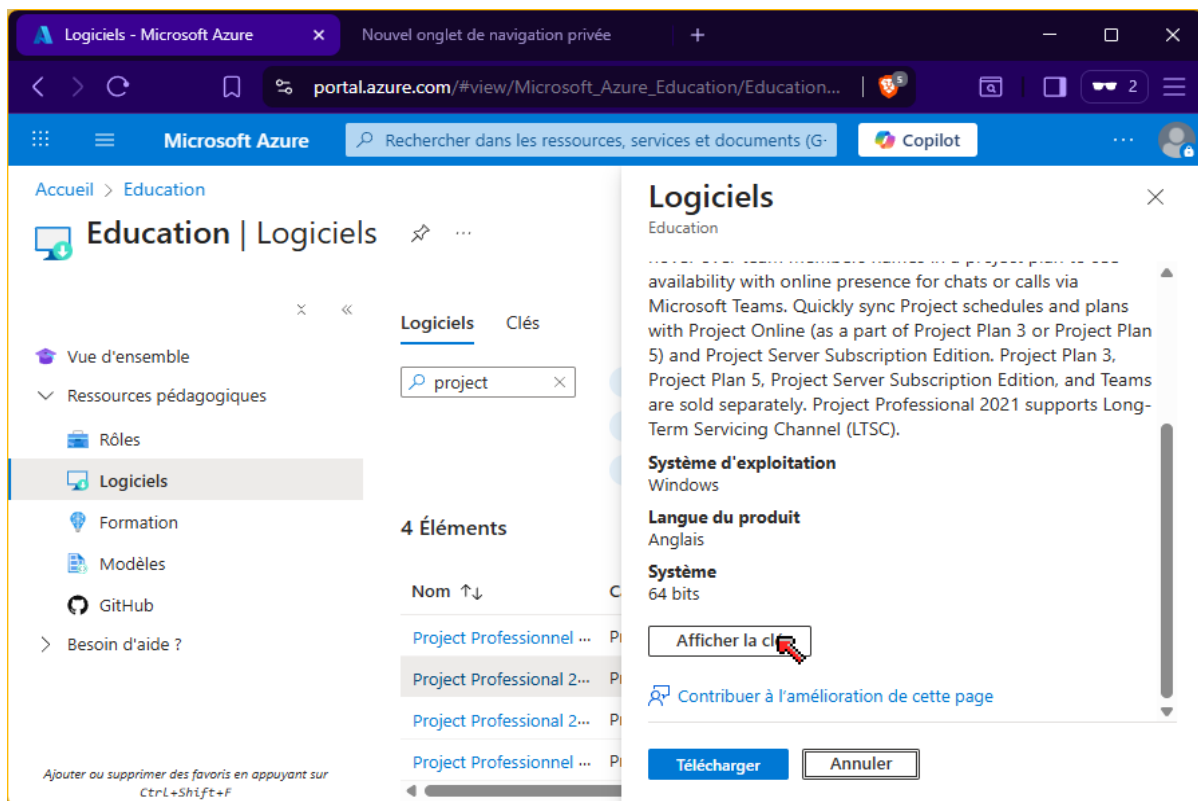 Logiciels - Microsoft Azure
Nouvel onglet de navigation privée
portal.azure.com/#view/Microsoft_Azure_Education/Education...
5
2
Microsoft Azure
Rechercher dans les ressources, services et documents (G-
Copilot
Accueil > Education
Education | Logiciels
Vue d'ensemble
Ressources pédagogiques
Rôles
Logiciels
Formation
Modèles
GitHub
Besoin d'aide ?
Ajouter ou supprimer des favoris en appuyant sur
Ctrl+Shift+F
Logiciels
Clés
project
4 Éléments
Nom
Project Professionnel ...
Project Professional 2...
Project Professional 2...
Project Professionnel ...
Logiciels
Education
availability with online presence for chats or calls via
Microsoft Teams. Quickly sync Project schedules and plans
with Project Online (as a part of Project Plan 3 or Project Plan
5) and Project Server Subscription Edition. Project Plan 3,
Project Plan 5, Project Server Subscription Edition, and Teams
are sold separately. Project Professional 2021 supports Long-
Term Servicing Channel (LTSC).
Système d'exploitation
Windows
Langue du produit
Anglais
Système
64 bits
Afficher la clé
Contribuer à l'amélioration de cette page
Télécharger
Annuler